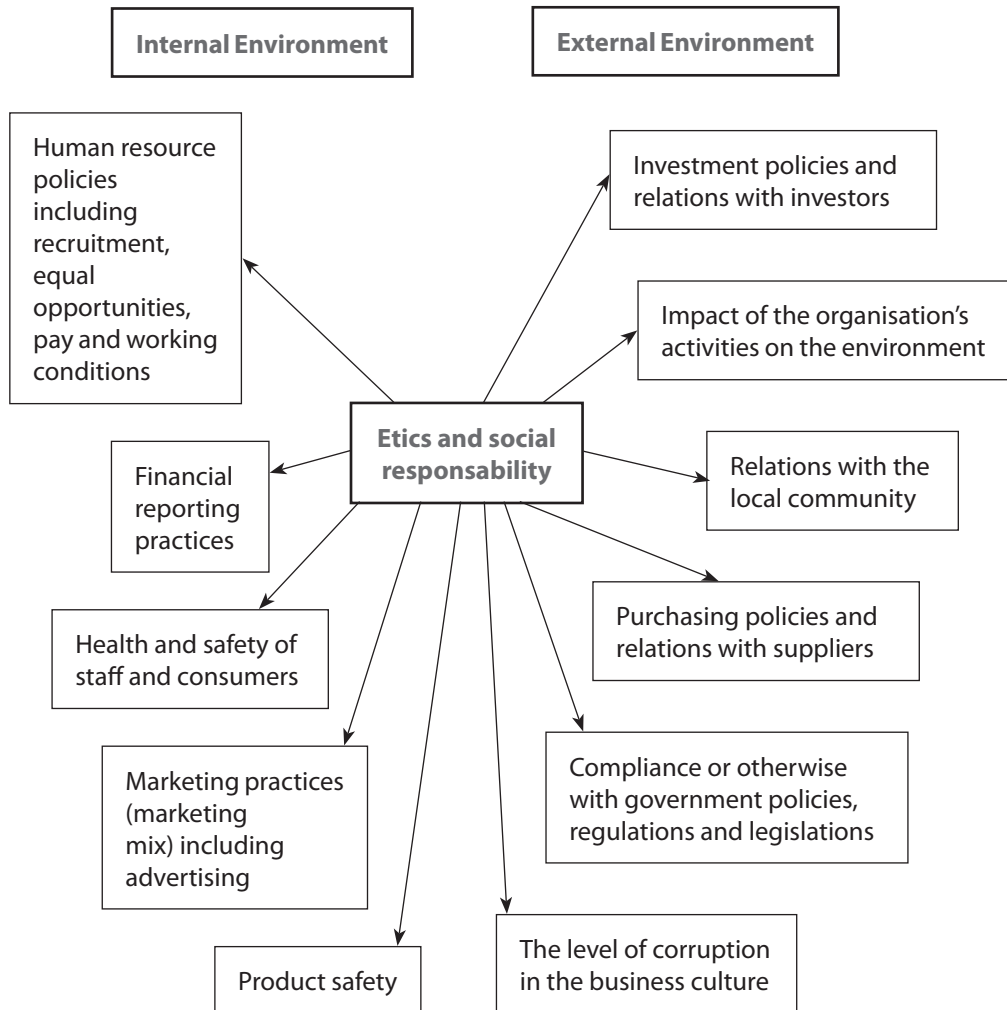 Internal Environment
External Environment
Human resource
policies
including
recruitment,
equal
opportunities,
pay and working
conditions
Investment policies and
relations with investors
Impact of the organisation’s
activities on the environment
Etics and social
responsability
Financial
reporting
practices
Relations with the
local community
Health and safety of
staff and consumers
Purchasing policies and
relations with suppliers
Marketing practices
(marketing
mix) including
advertising
Compliance or otherwise
with government policies,
regulations and legislations
Product safety
The level of corruption
in the business culture